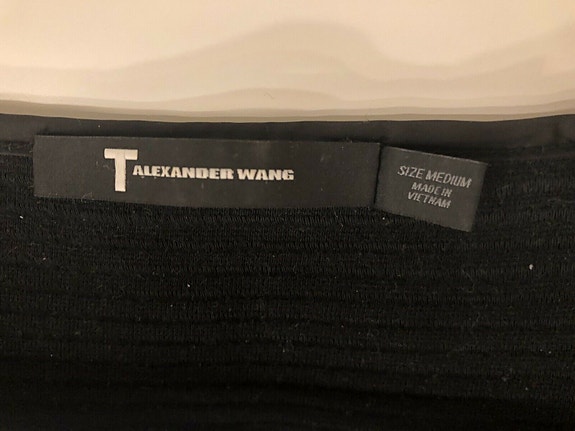 T ALEXANDER WANG
SIZE MEDIUM
MADE IN
VIETNAM